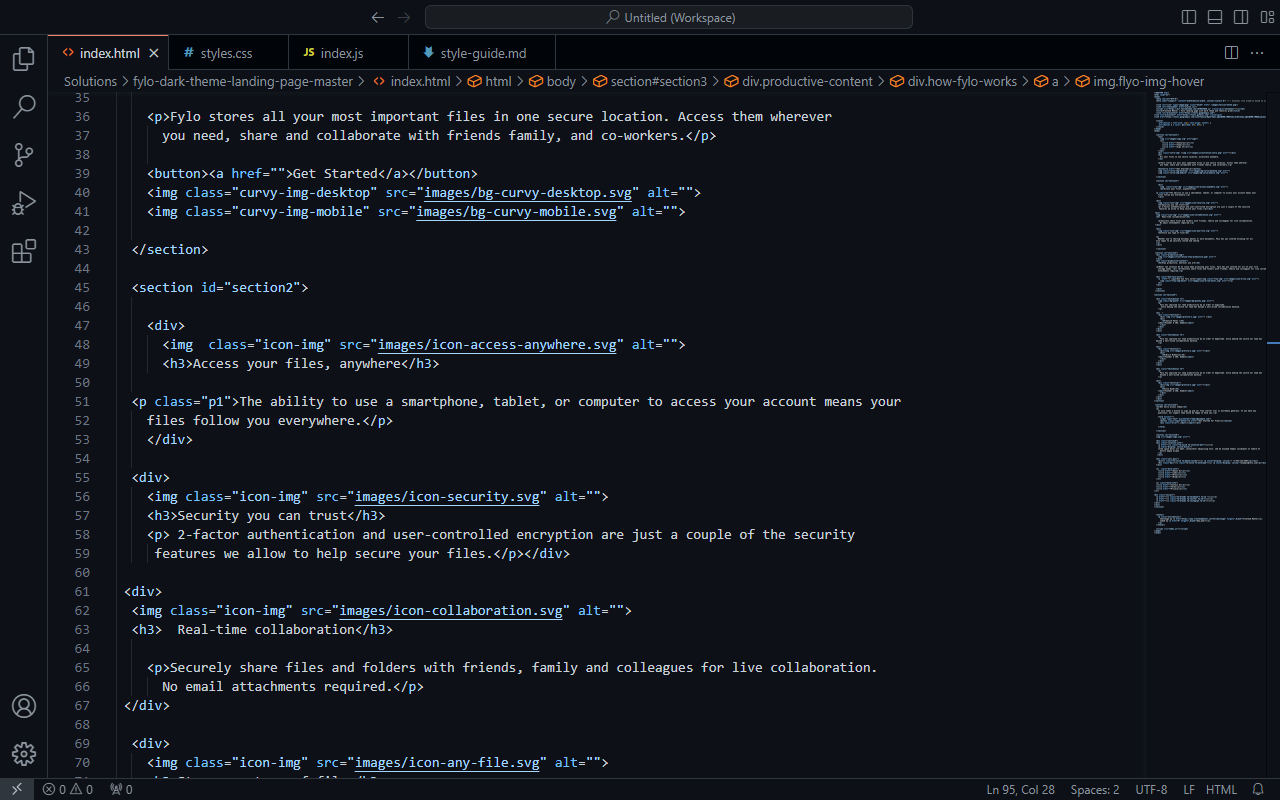 Untitled (Workspace)
index.html
styles.css
JS index.js
style-guide.md
Solutions > fylo-dark-theme-landing-page-master > index.html > html > body > section#section3 > div.productive-content > div.how-fylo-works > a > img.flyo-img-hover
35
36 <p>Fylo stores all your most important files in one secure location. Access them wherever
37 you need, share and collaborate with friends family, and co-workers.</p>
38
39 <button><a href="">Get Started</a></button>
40 <img class="curvy-img-desktop" src="images/bg-curvy-desktop.svg" alt="">
41 <img class="curvy-img-mobile" src="images/bg-curvy-mobile.svg" alt="">
42
43 </section>
44
45 <section id="section2">
46
47 <div>
48 <img  class="icon-img" src="images/icon-access-anywhere.svg" alt="">
49 <h3>Access your files, anywhere</h3>
50
51 <p class="p1">The ability to use a smartphone, tablet, or computer to access your account means your
52 files follow you everywhere.</p>
53 </div>
54
55 <div>
56 <img class="icon-img" src="images/icon-security.svg" alt="">
57 <h3>Security you can trust</h3>
58 <p> 2-factor authentication and user-controlled encryption are just a couple of the security
59 features we allow to help secure your files.</p></div>
60
61 <div>
62 <img class="icon-img" src="images/icon-collaboration.svg" alt="">
63 <h3>  Real-time collaboration</h3>
64
65 <p>Securely share files and folders with friends, family and colleagues for live collaboration.
66 No email attachments required.</p>
67 </div>
68
69 <div>
70 <img class="icon-img" src="images/icon-any-file.svg" alt="">
0 0 0 Ln 95, Col 28 Spaces: 2 UTF-8 LF HTML